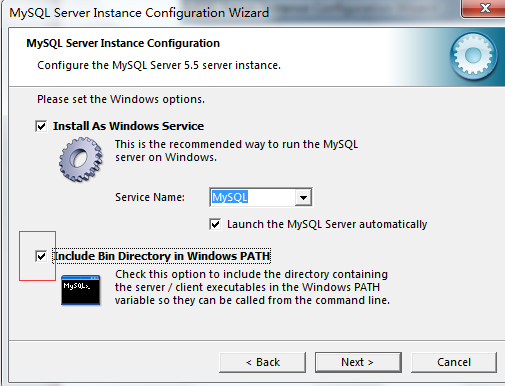 MySQL Server Instance Configuration Wizard
MySQL Server Instance Configuration
Configure the MySQL Server 5.5 server instance.
Please set the Windows options.
Install As Windows Service
This is the recommended way to run the MySQL
server on Windows.
Service Name:
MySQL
Launch the MySQL Server automatically
Include Bin Directory in Windows PATH
MySQL>_
Check this option to include the directory containing
the server / client executables in the Windows PATH
variable so they can be called from the command line.
< Back
Next >
Cancel